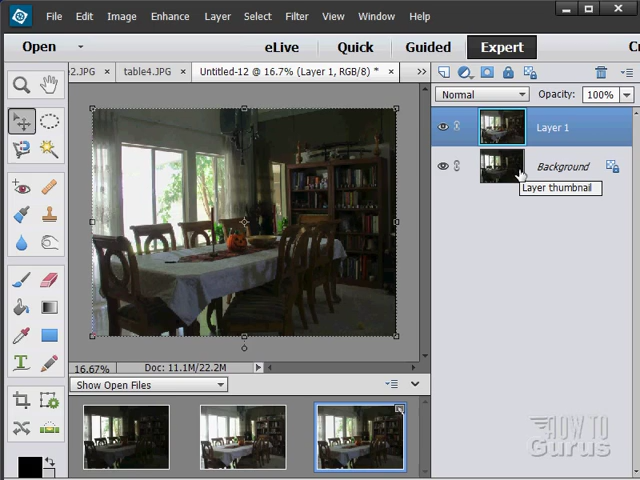 File Edit Image Enhance Layer Select Filter View Window Help
Open eLive Quick Guided Expert
2.JPG × table4.JPG × Untitled-12 @ 16.7% (Layer 1, RGB/8) * × >>
Normal Opacity: 100%
Layer 1
Background
Layer thumbnail
16.67% Doc: 11.1M/22.2M
Show Open Files
HOW TO
Gurus